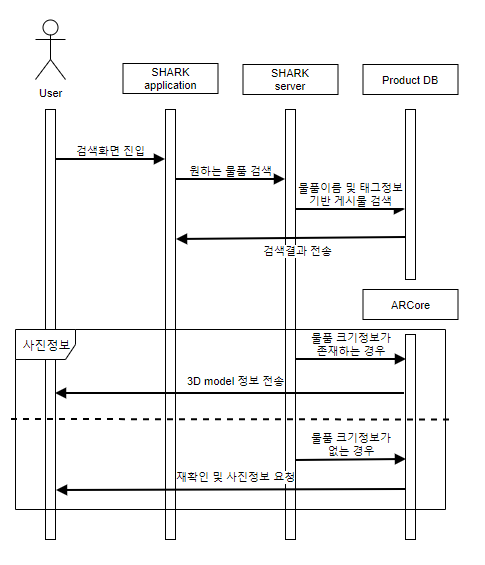 User
SHARK
application
SHARK
server
Product DB
검색화면 진입
원하는 물품 검색
물품이름 및 태그정보
기반 게시물 검색
검색결과 전송
ARCore
사진정보
물품 크기정보가
존재하는 경우
3D model 정보 전송
물품 크기정보가
없는 경우
재확인 및 사진정보 요청